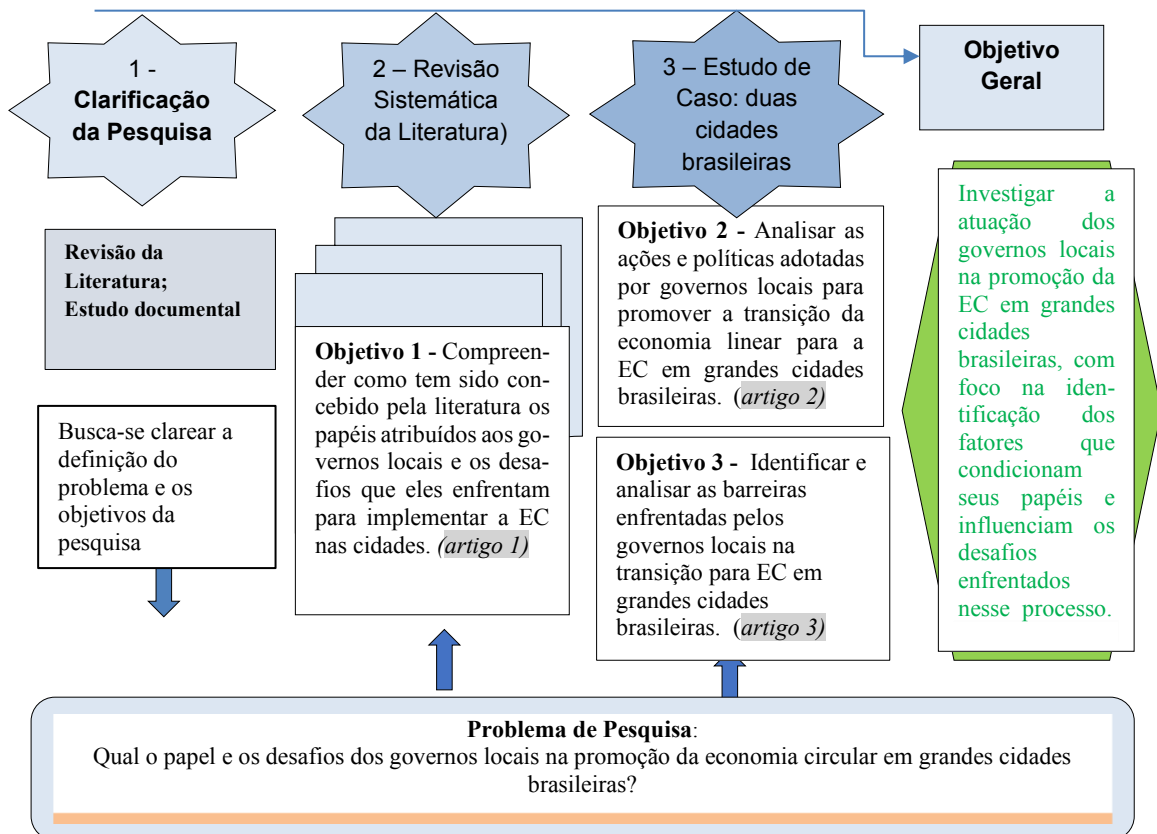 1 -
Clarificação
da Pesquisa
2 – Revisão
Sistemática
da Literatura)
3 – Estudo de
Caso: duas
cidades
brasileiras
Objetivo
Geral
Revisão da
Literatura;
Estudo documental
Busca-se clarear a
definição do
problema e os
objetivos da
pesquisa
Objetivo 1 - Compreen-
der como tem sido con-
cebido pela literatura os
papéis atribuídos aos go-
vernos locais e os desa-
fios que eles enfrentam
para implementar a EC
nas cidades. (artigo 1)
Objetivo 2 - Analisar as
ações e políticas adotadas
por governos locais para
promover a transição da
economia linear para a
EC em grandes cidades
brasileiras. (artigo 2)
Objetivo 3 - Identificar e
analisar as barreiras
enfrentadas pelos
governos locais na
transição para EC em
grandes cidades
brasileiras. (artigo 3)
Investigar a
atuação dos
governos locais
na promoção da
EC em grandes
cidades
brasileiras, com
foco na iden-
tificação dos
fatores que
condicionam
seus papéis e
influenciam os
desafios
enfrentados
nesse processo.
Problema de Pesquisa:
Qual o papel e os desafios dos governos locais na promoção da economia circular em grandes cidades
brasileiras?